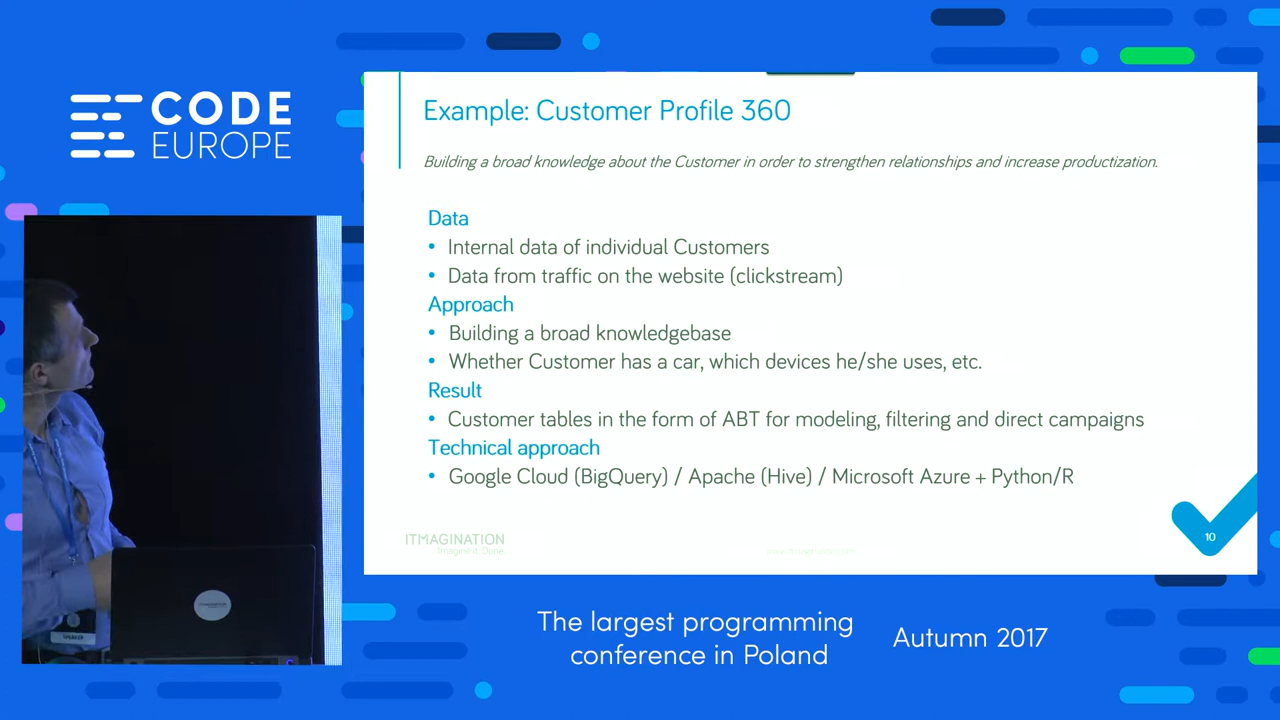 CODE
EUROPE
Example: Customer Profile 360
Building a broad knowledge about the Customer in order to strengthen relationships and increase productization.
Data
• Internal data of individual Customers
• Data from traffic on the website (clickstream)
Approach
• Building a broad knowledgebase
• Whether Customer has a car, which devices he/she uses, etc.
Result
• Customer tables in the form of ABT for modeling, filtering and direct campaigns
Technical approach
• Google Cloud (BigQuery) / Apache (Hive) / Microsoft Azure + Python/R
ITMAGINATION
Imagine it. Done.
10
SPEAKER
The largest programming
conference in Poland
Autumn 2017